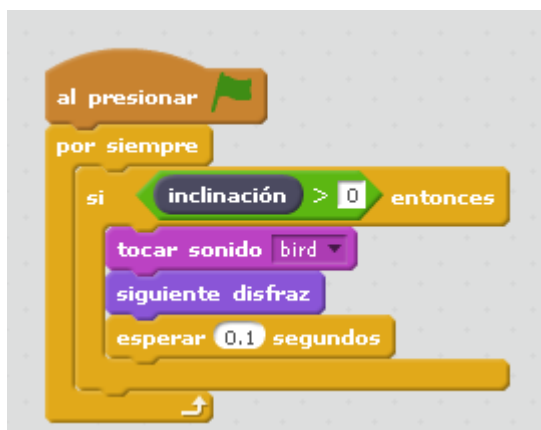 al presionar
por siempre
si inclinación > 0 entonces
tocar sonido bird
siguiente disfraz
esperar 0.1 segundos